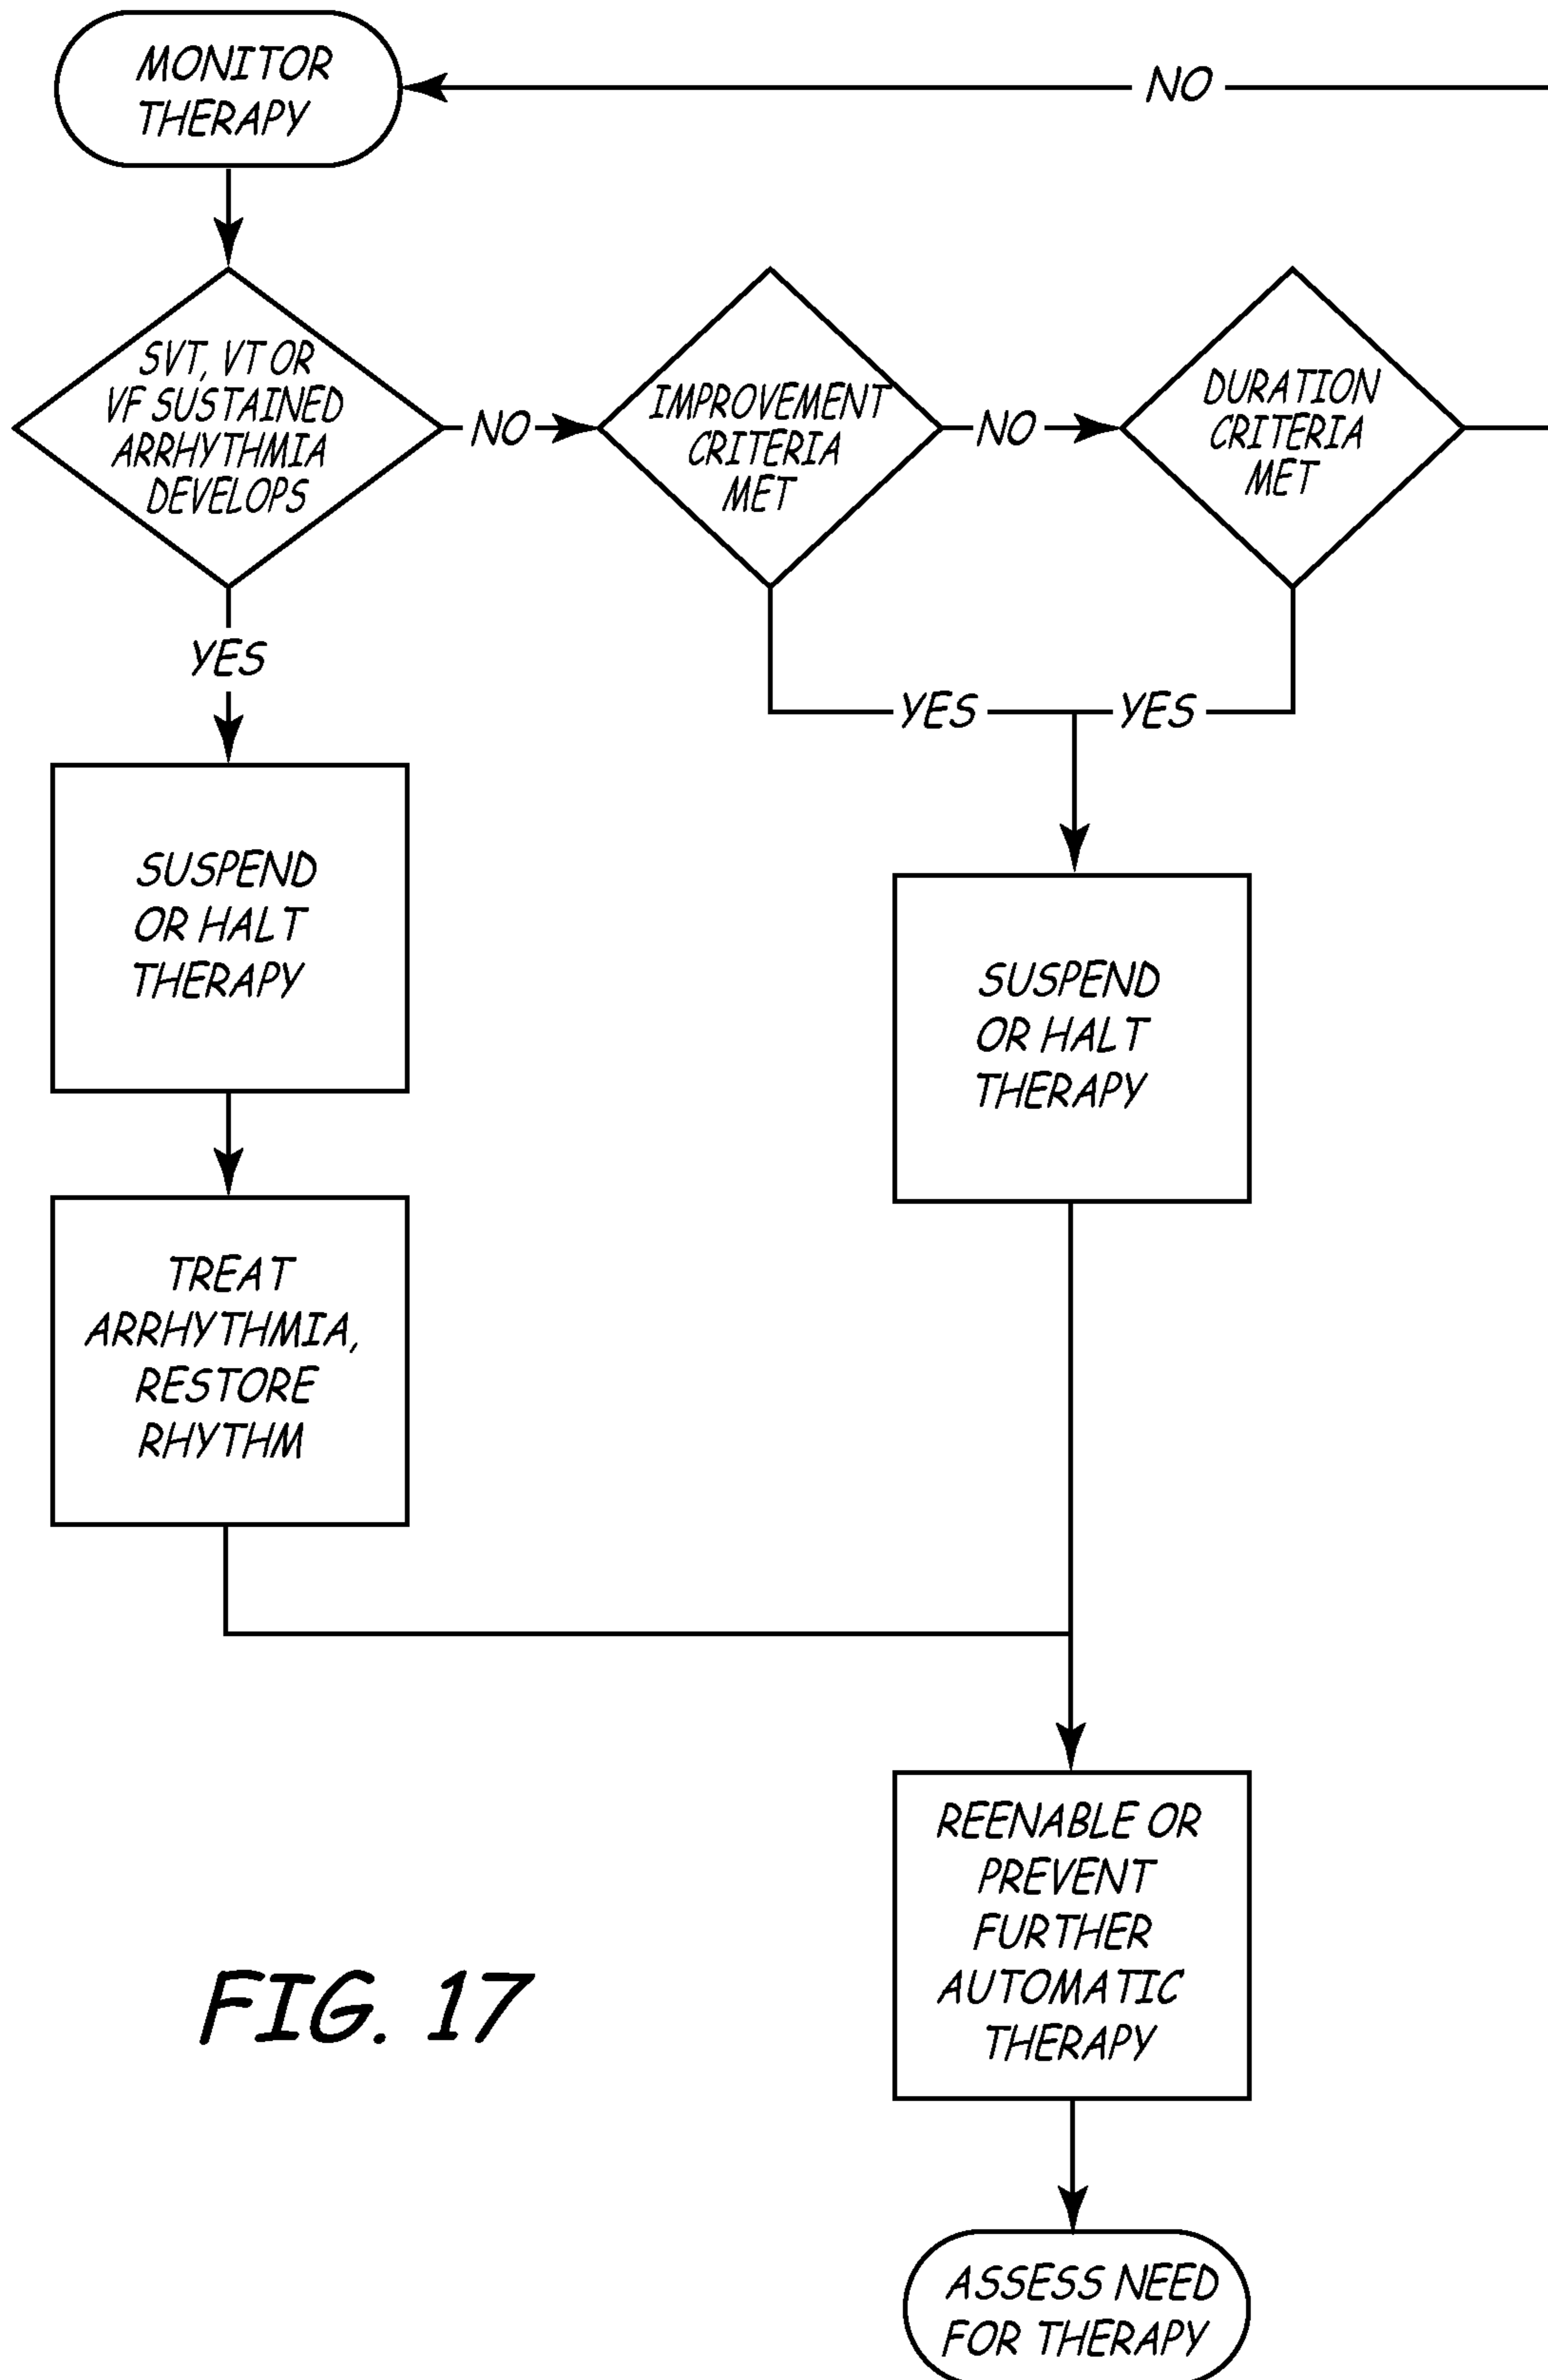 MONITOR
THERAPY
NO
SVT, VT OR
VF SUSTAINED
ARRHYTHMIA
DEVELOPS
NO
IMPROVEMENT
CRITERIA
MET
NO
DURATION
CRITERIA
MET
YES
YES
YES
SUSPEND
OR HALT
THERAPY
SUSPEND
OR HALT
THERAPY
TREAT
ARRHYTHMIA,
RESTORE
RHYTHM
REENABLE OR
PREVENT
FURTHER
AUTOMATIC
THERAPY
FIG. 17
ASSESS NEED
FOR THERAPY